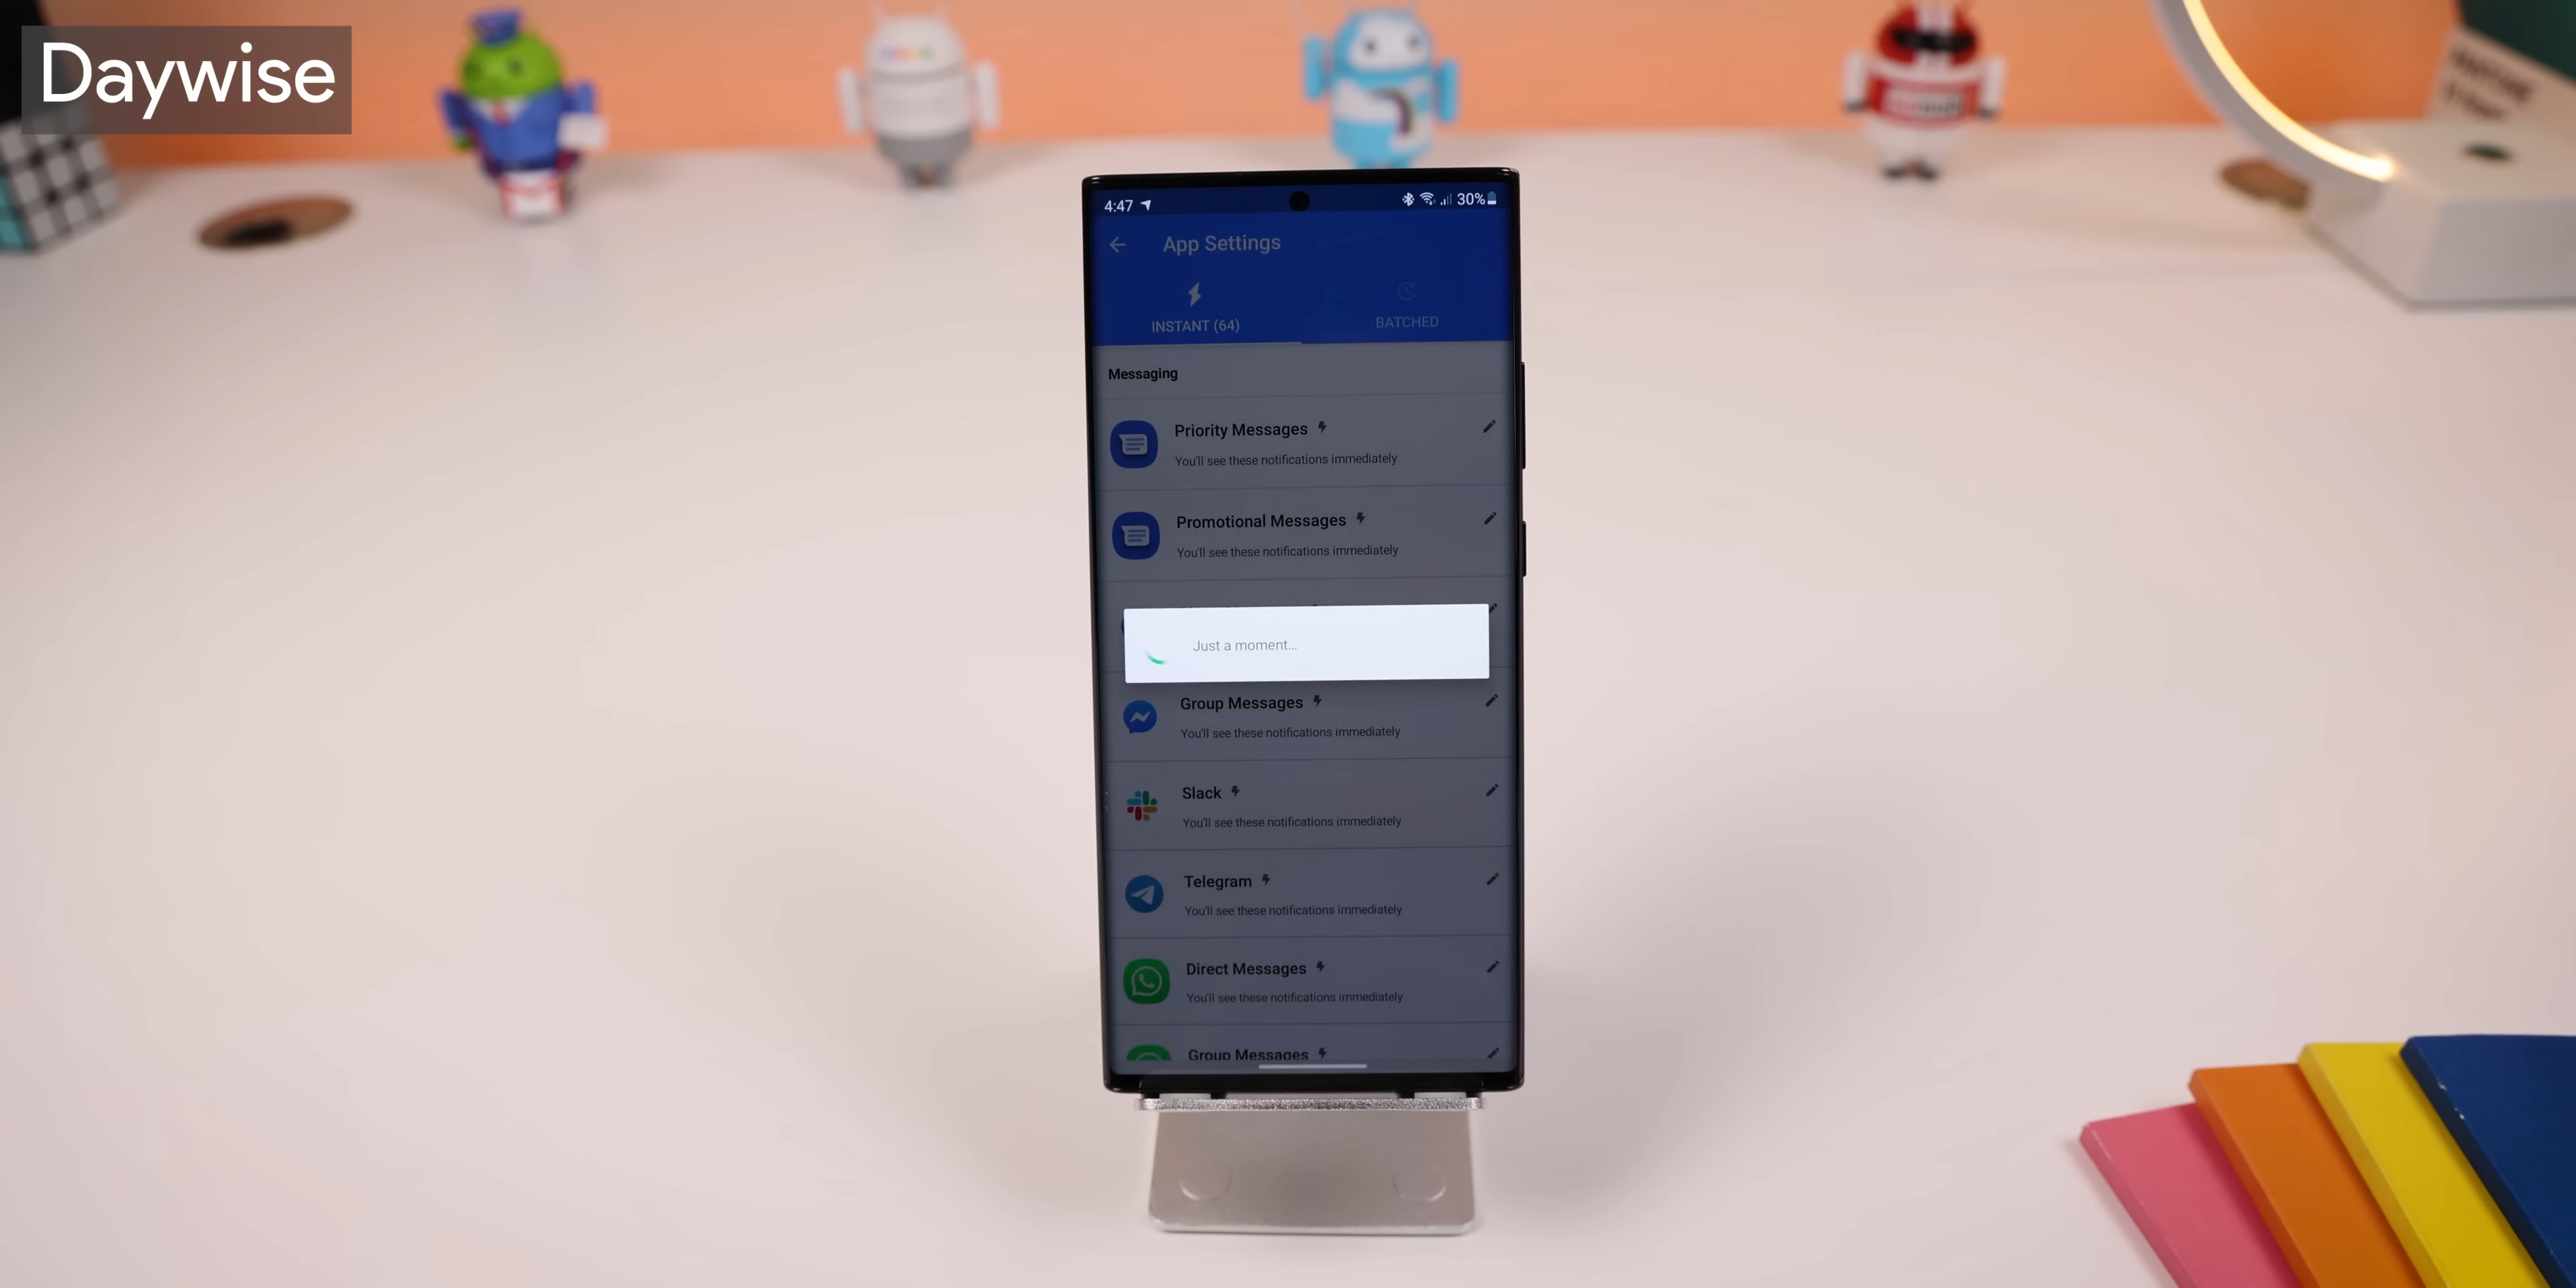 Daywise
4:47
30%
App Settings
INSTANT (64)
BATCHED
Messaging
Priority Messages
You'll see these notifications immediately
Promotional Messages
You'll see these notifications immediately
Just a moment...
Group Messages
You'll see these notifications immediately
Slack
You'll see these notifications immediately
Telegram
You'll see these notifications immediately
Direct Messages
You'll see these notifications immediately
Group Messages